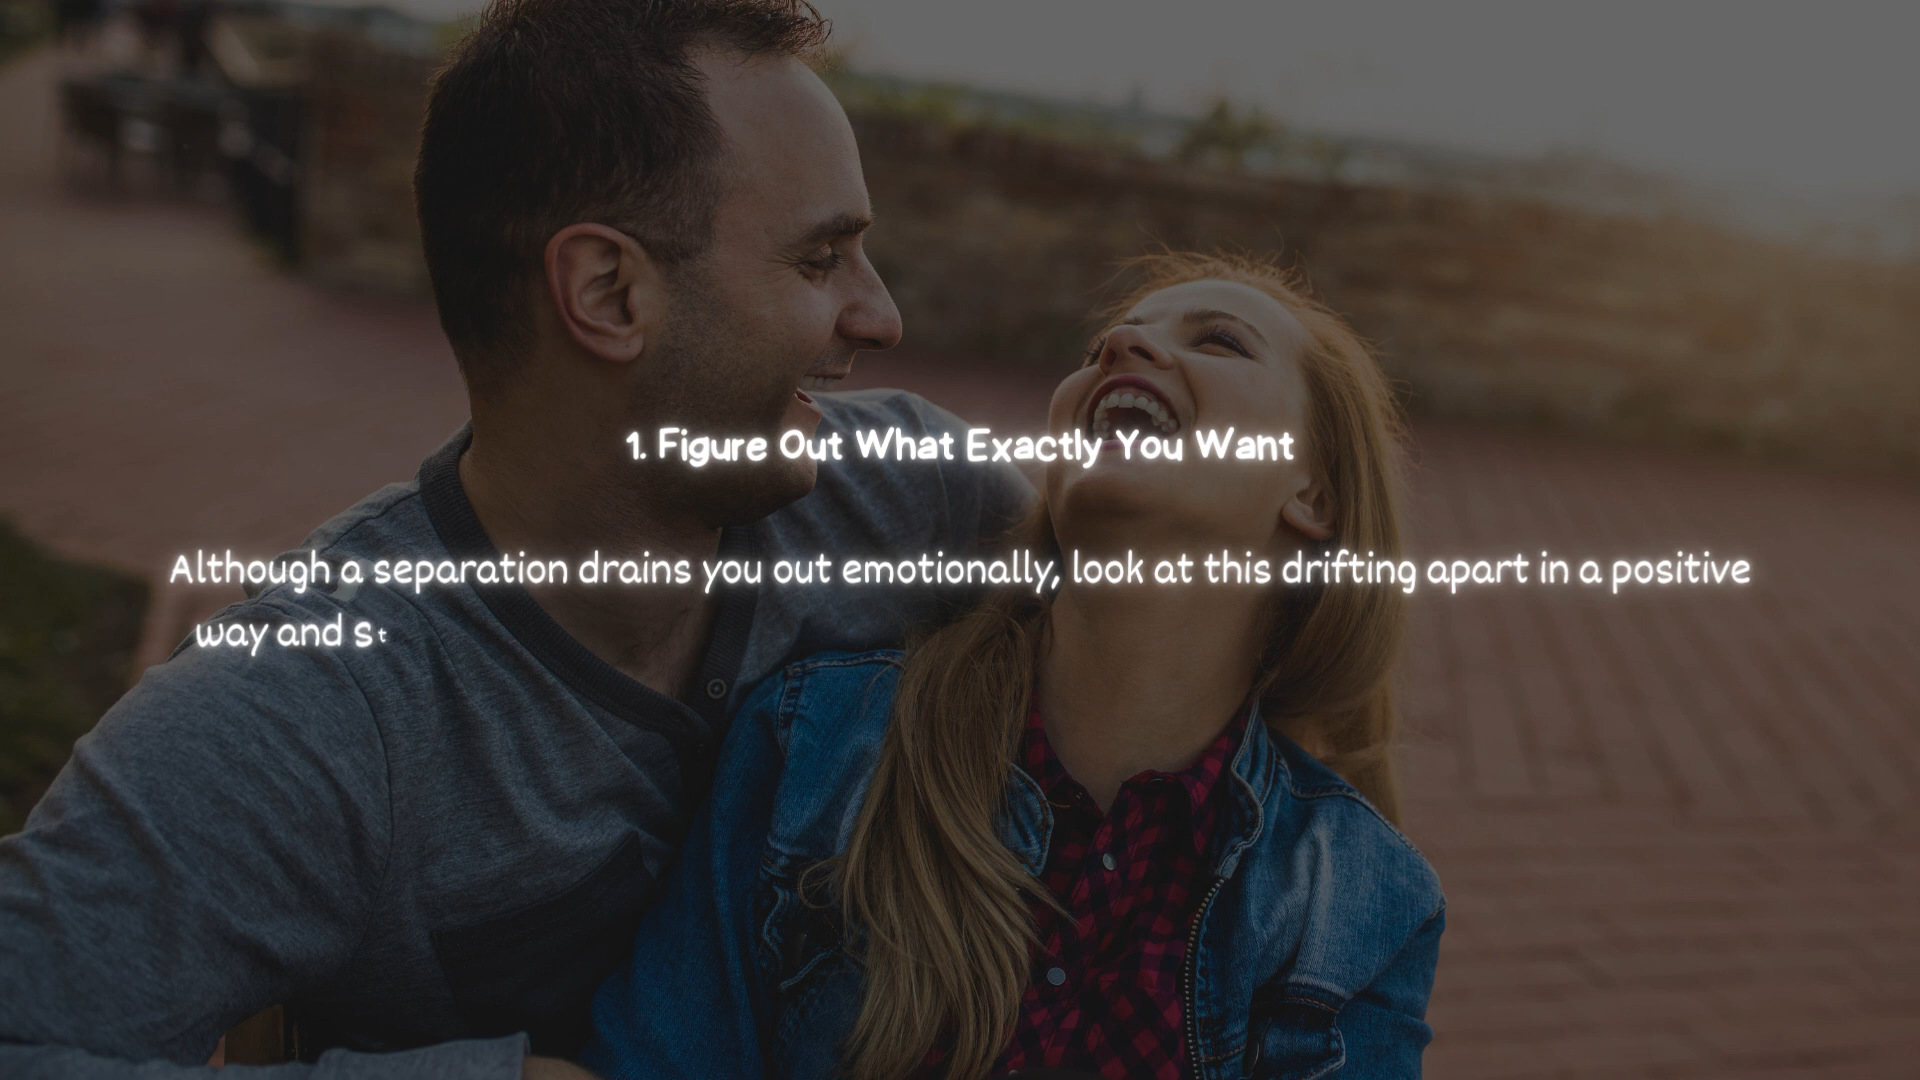 1. Figure Out What Exactly You Want
Although a separation drains you out emotionally, look at this drifting apart in a positive
way and st